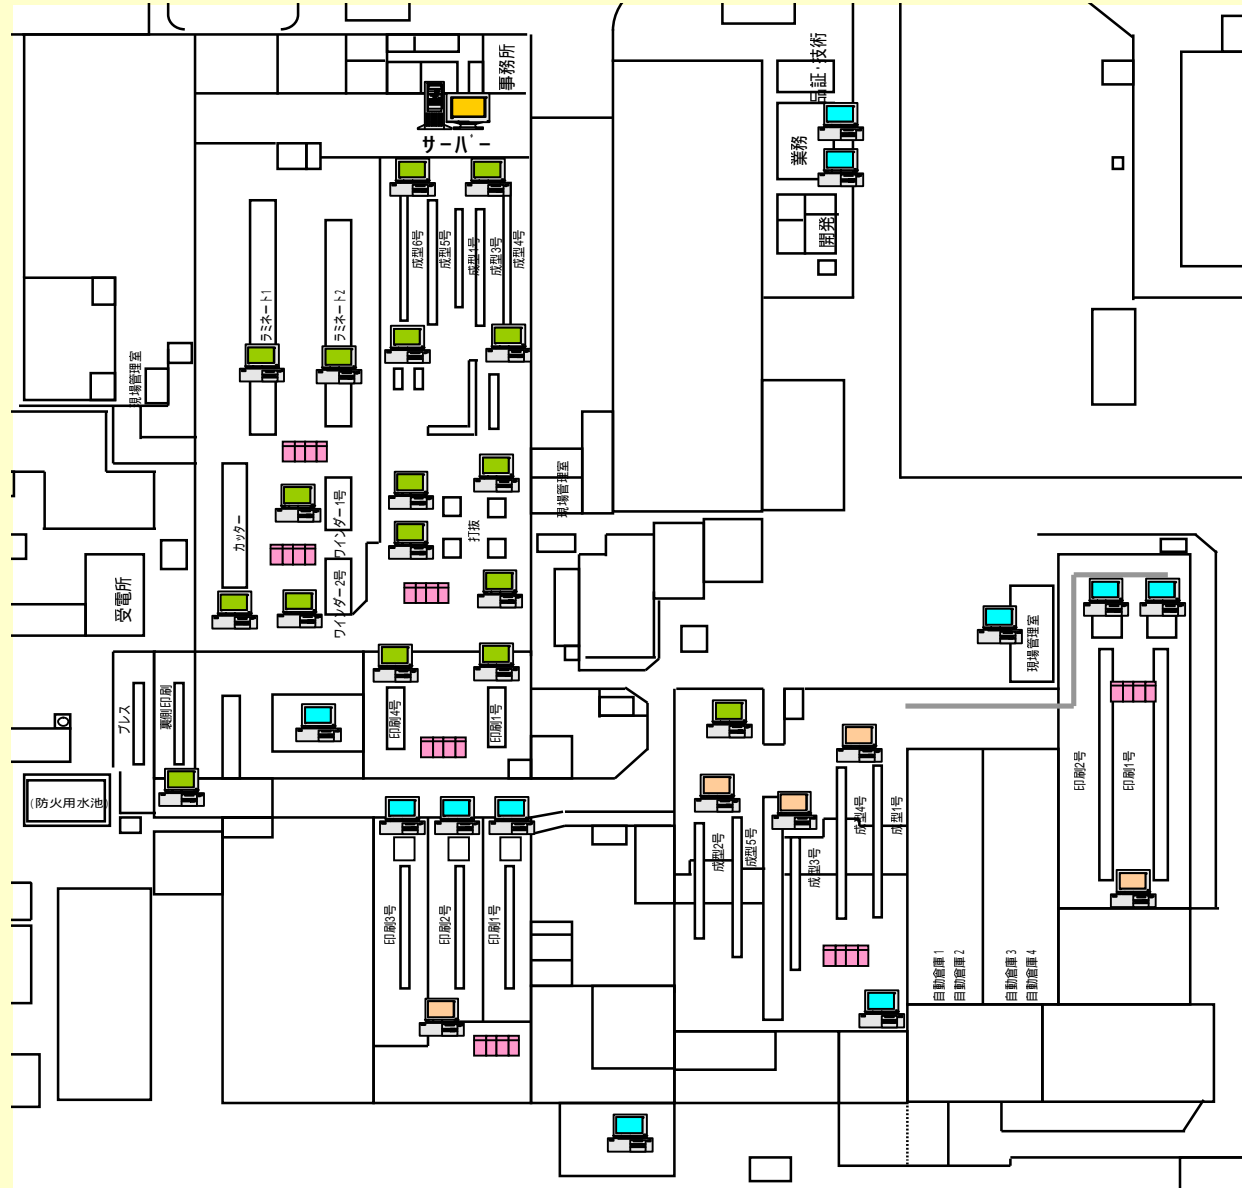 事務所
サーバー
品証・技術
業務
開発
成型6号
成型5号
成型1号
成型3号
成型4号
ラミネート1
ラミネート2
現場管理室
現場管理室
カッター
ワインダー1号
ワインダー2号
打抜
受電所
現場管理室
プレス
裏側印刷
印刷4号
印刷1号
(防火用水池)
印刷3号
印刷2号
印刷1号
成型2号
成型5号
成型3号
成型4号
成型1号
印刷2号
印刷1号
自動倉庫1
自動倉庫2
自動倉庫3
自動倉庫4